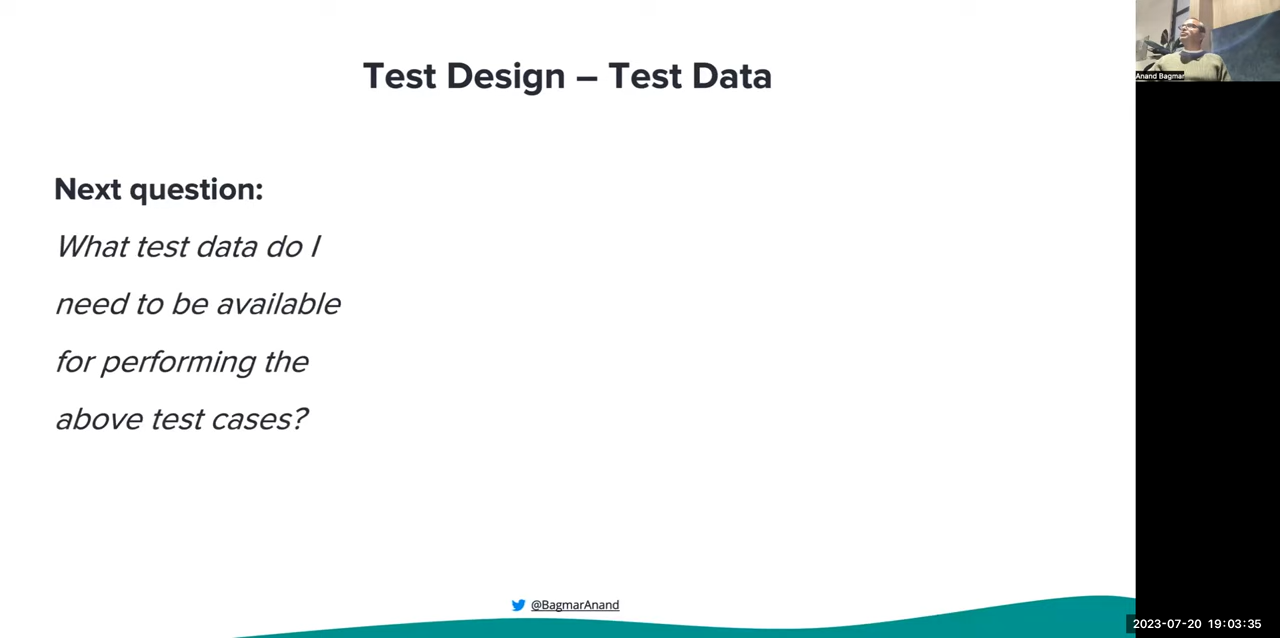 Test Design – Test Data
Anand Bagmar
Next question:
What test data do I
need to be available
for performing the
above test cases?
@BagmarAnand
2023-07-20 19:03:35